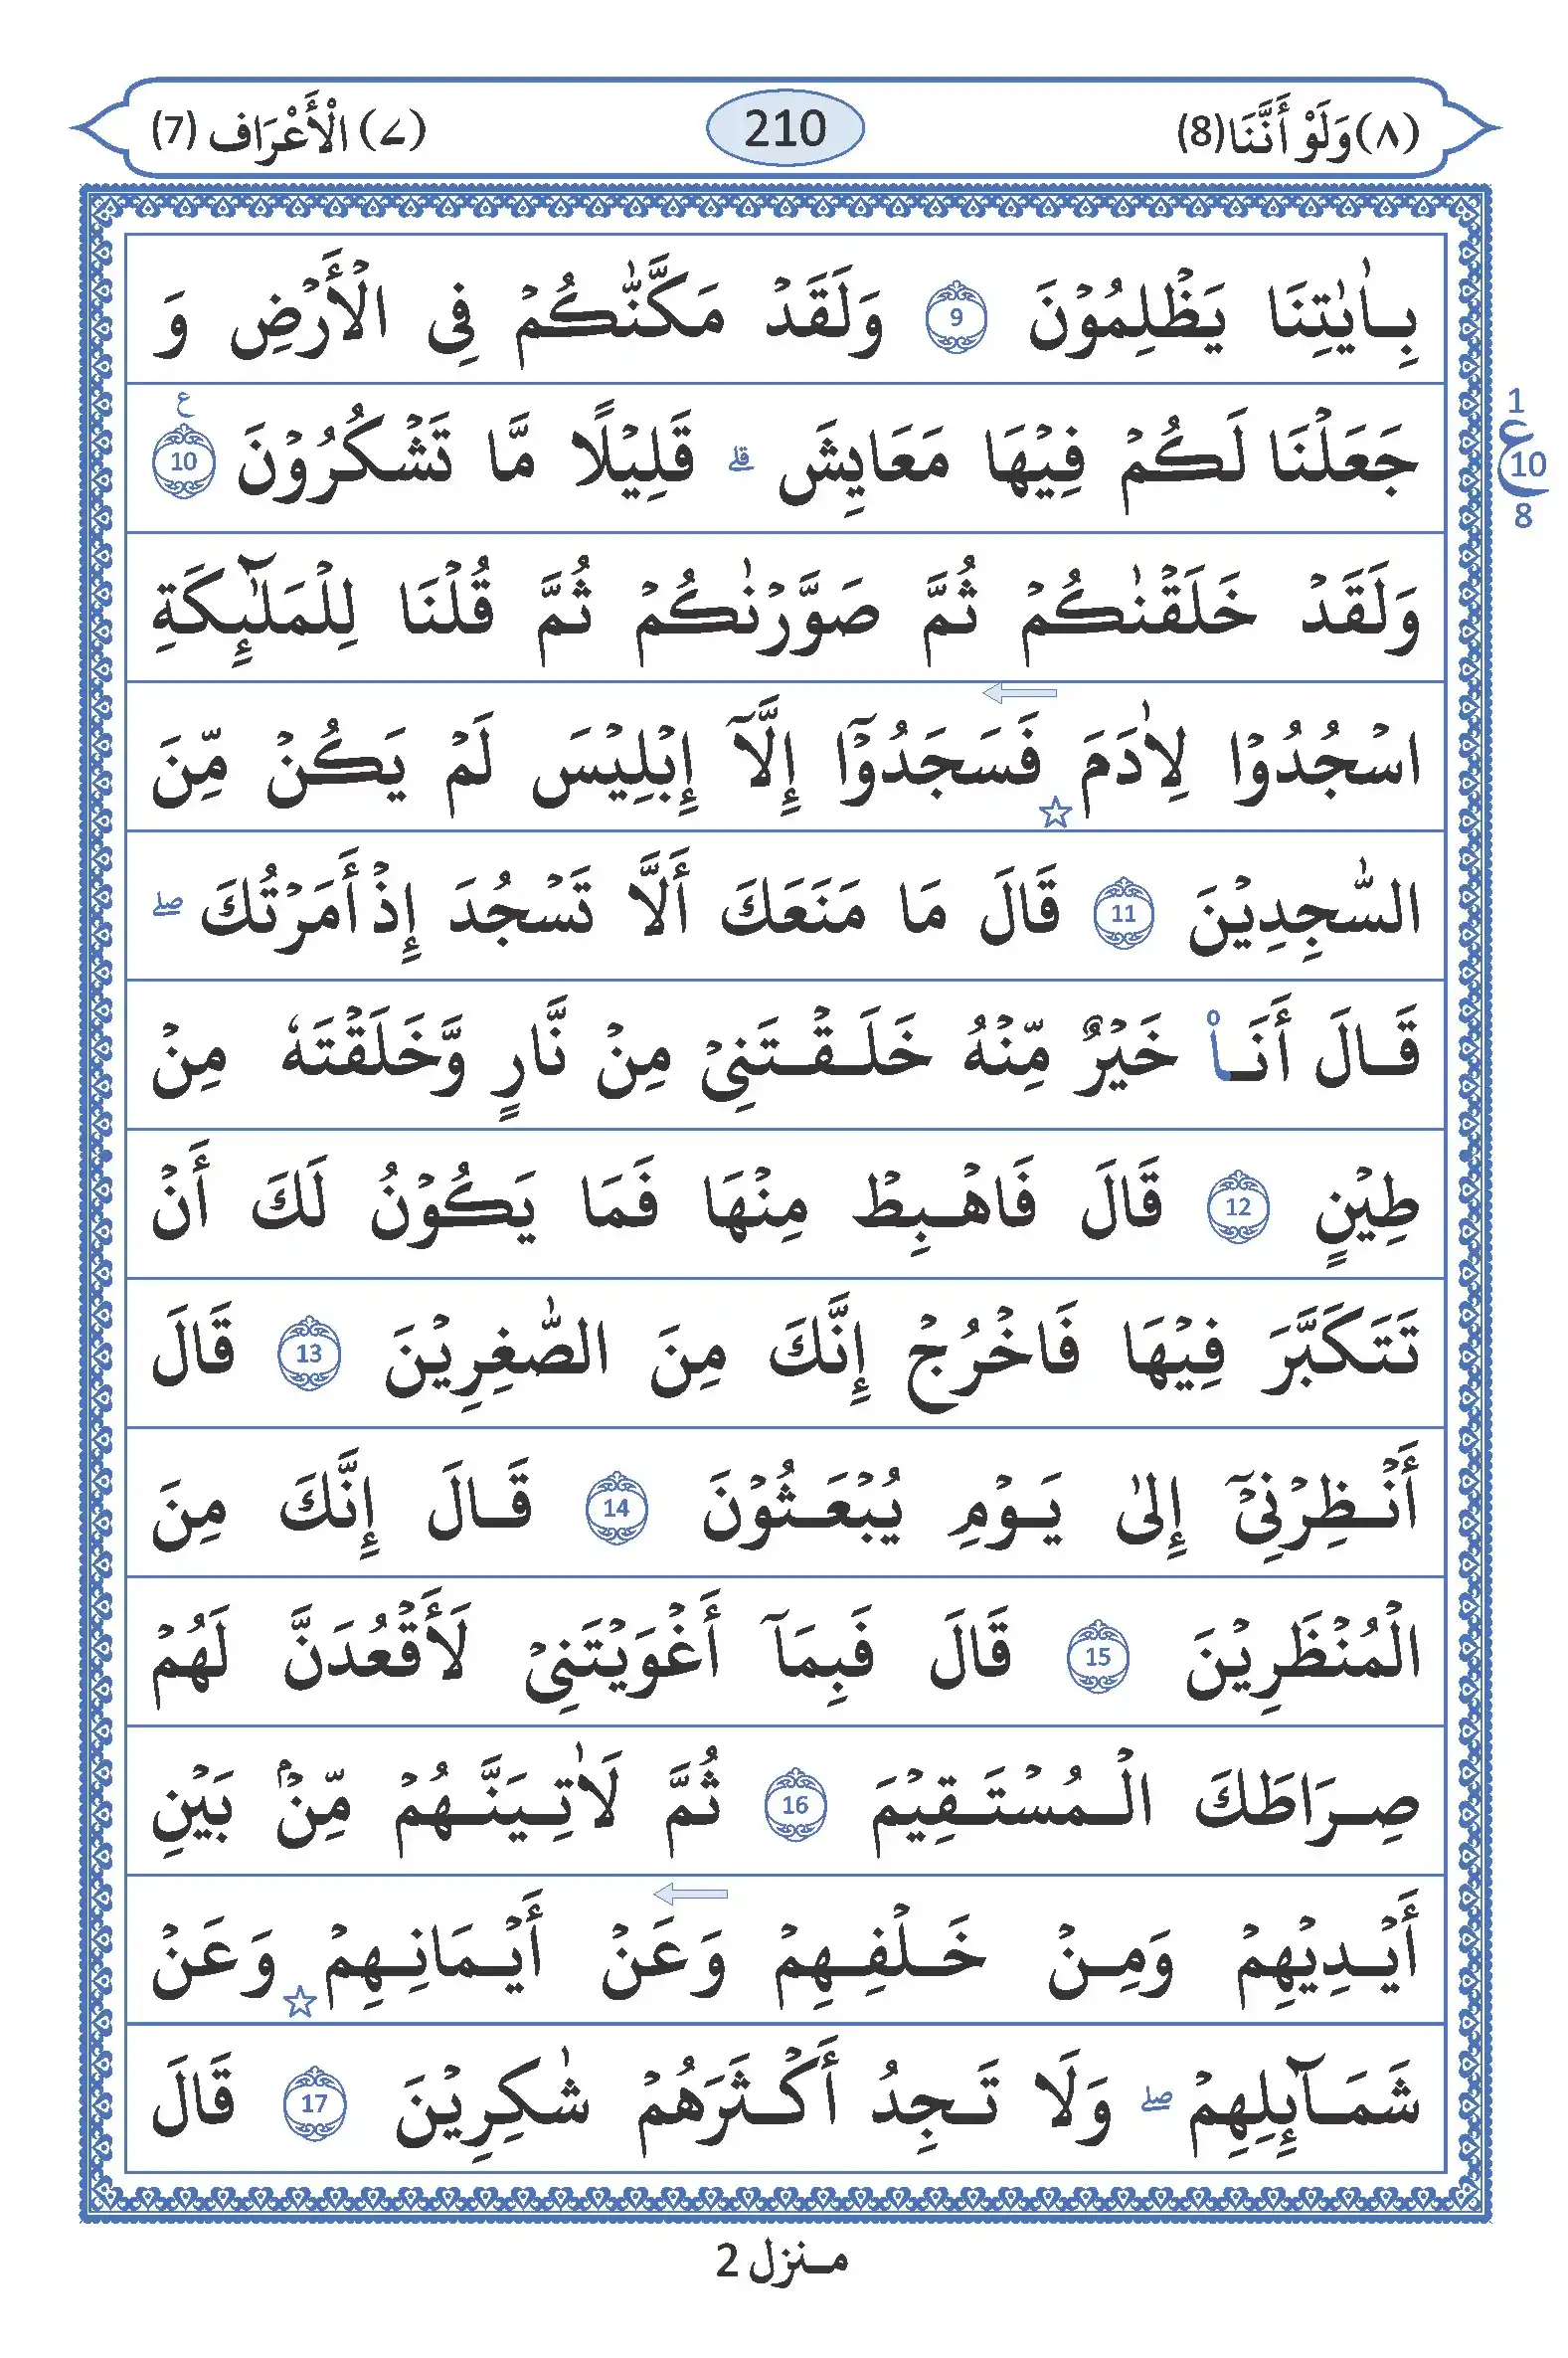 (٨) وَلَوْ أَنَّنَا (8)
210
(٧) الْأَعْرَاف (7)
بِاٰيٰتِنَا يَظْلِمُوْنَ 9 وَلَقَدْ مَكَّنّٰكُمْ فِى الْأَرْضِ وَ
جَعَلْنَا لَكُمْ فِيْهَا مَعَايِشَ ۗ قَلِيْلًا مَّا تَشْكُرُوْنَ 10 ع
1
ع 10
8
وَلَقَدْ خَلَقْنٰكُمْ ثُمَّ صَوَّرْنٰكُمْ ثُمَّ قُلْنَا لِلْمَلٰٓئِكَةِ
اسْجُدُوْا لِاٰدَمَ ☆ فَسَجَدُوْٓا إِلَّآ إِبْلِيْسَ لَمْ يَكُنْ مِّنَ
السّٰجِدِيْنَ 11 قَالَ مَا مَنَعَكَ أَلَّا تَسْجُدَ إِذْ أَمَرْتُكَ ۖ
قَالَ أَنَا۠ خَيْرٌ مِّنْهُ خَلَقْتَنِىْ مِنْ نَّارٍ وَّخَلَقْتَهٗ مِنْ
طِيْنٍ 12 قَالَ فَاهْبِطْ مِنْهَا فَمَا يَكُوْنُ لَكَ أَنْ
تَتَكَبَّرَ فِيْهَا فَاخْرُجْ إِنَّكَ مِنَ الصّٰغِرِيْنَ 13 قَالَ
أَنْظِرْنِىْٓ إِلٰى يَوْمِ يُبْعَثُوْنَ 14 قَالَ إِنَّكَ مِنَ
الْمُنْظَرِيْنَ 15 قَالَ فَبِمَآ أَغْوَيْتَنِىْ لَأَقْعُدَنَّ لَهُمْ
صِرَاطَكَ الْمُسْتَقِيْمَ 16 ثُمَّ لَاٰتِيَنَّهُمْ مِّنْۢ بَيْنِ
أَيْدِيْهِمْ وَمِنْ خَلْفِهِمْ وَعَنْ أَيْمَانِهِمْ ☆ وَعَنْ
شَمَآئِلِهِمْ ۖ وَلَا تَجِدُ أَكْثَرَهُمْ شٰكِرِيْنَ 17 قَالَ
مـنزل 2